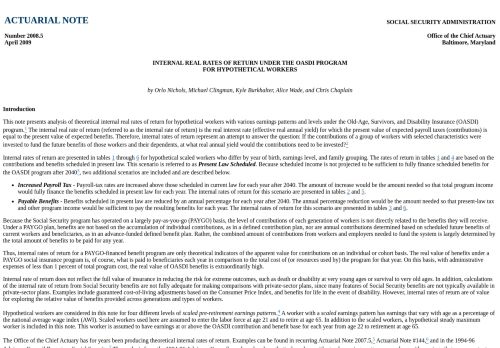 ACTUARIAL NOTE
SOCIAL SECURITY ADMINISTRATION
Number 2008.5
April 2009
Office of the Chief Actuary
Baltimore, Maryland
INTERNAL REAL RATES OF RETURN UNDER THE OASDI PROGRAM
FOR HYPOTHETICAL WORKERS
by Orlo Nichols, Michael Clingman, Kyle Burkhalter, Alice Wade, and Chris Chaplain
Introduction
This note presents analysis of theoretical internal real rates of return for hypothetical workers with various earnings patterns and levels under the Old-Age, Survivors, and Disability Insurance (OASDI)
program. The internal real rate of return (referred to as the internal rate of return) is the real interest rate (effective real annual yield) for which the present value of expected payroll taxes (contributions) is
equal to the present value of expected benefits. Therefore, internal rates of return represent an attempt to answer the question: If the contributions of a group of workers with selected characteristics were
invested to fund the future benefits of those workers and their dependents, at what real annual yield would the contributions need to be invested?
Internal rates of return are presented in tables 1 through 6 for hypothetical scaled workers who differ by year of birth, earnings level, and family grouping. The rates of return in tables 1 and 4 are based on the
contributions and benefits scheduled in present law. This scenario is referred to as Present Law Scheduled. Because scheduled income is not projected to be sufficient to fully finance scheduled benefits for
the OASDI program after 2040, two additional scenarios are included and are described below.
• Increased Payroll Tax - Payroll-tax rates are increased above those scheduled in current law for each year after 2040. The amount of increase would be the amount needed so that total program income
would fully finance the benefits scheduled in present law for each year. The internal rates of return for this scenario are presented in tables 2 and 5.
• Payable Benefits - Benefits scheduled in present law are reduced by an annual percentage for each year after 2040. The annual percentage reduction would be the amount needed so that present-law tax
and other program income would be sufficient to pay the resulting benefits for each year. The internal rates of return for this scenario are presented in tables 3 and 6.
Because the Social Security program has operated on a largely pay-as-you-go (PAYGO) basis, the level of contributions of each generation of workers is not directly related to the benefits they will receive.
Under a PAYGO plan, benefits are not based on the accumulation of individual contributions, as in a defined contribution plan, nor are annual contributions determined based on scheduled future benefits of
current workers and beneficiaries, as in an advance-funded defined benefit plan. Rather, the combined amount of contributions from workers and employers needed to fund the system is largely determined by
the total amount of benefits to be paid for any year.
Thus, internal rates of return for a PAYGO-financed benefit program are only theoretical indicators of the apparent value for contributions on an individual or cohort basis. The real value of benefits under a
PAYGO social insurance program is, of course, what is paid to beneficiaries each year in comparison to the total cost of (or resources used by) the program for that year. On this basis, with administrative
expenses of less than 1 percent of total program cost, the real value of OASDI benefits is extraordinarily high.
Internal rates of return do not reflect the full value of insurance in reducing the risk for extreme outcomes, such as death or disability at very young ages or survival to very old ages. In addition, calculations
of the internal rate of return from Social Security benefits are not fully adequate for making comparisons with private-sector plans, since many features of Social Security benefits are not typically available in
private-sector plans. Examples include guaranteed cost-of-living adjustments based on the Consumer Price Index, and benefits for life in the event of disability. However, internal rates of return are of value
for exploring the relative value of benefits provided across generations and types of workers.
Hypothetical workers are considered in this note for four different levels of scaled pre-retirement earnings patterns. A worker with a scaled earnings pattern has earnings that vary with age as a percentage of
the national average wage index (AWI). Scaled workers used here are assumed to enter the labor force at age 21 and to retire at age 65. In addition to the scaled workers, a hypothetical steady maximum
worker is included in this note. This worker is assumed to have earnings at or above the OASDI contribution and benefit base for each year from age 22 to retirement at age 65.
The Office of the Chief Actuary has for years been producing theoretical internal rates of return. Examples can be found in recurring Actuarial Note 2007.5, Actuarial Note #144, and in the 1994-96